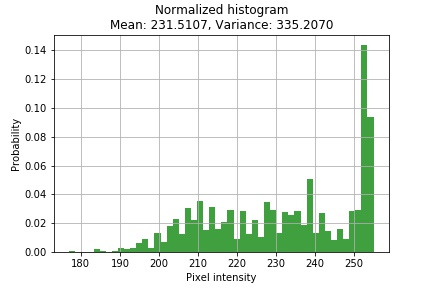 Normalized histogram
Mean: 231.5107, Variance: 335.2070
0.14
0.12
0.10
0.08
0.06
0.04
0.02
0.00
Probability
180 190 200 210 220 230 240 250
Pixel intensity